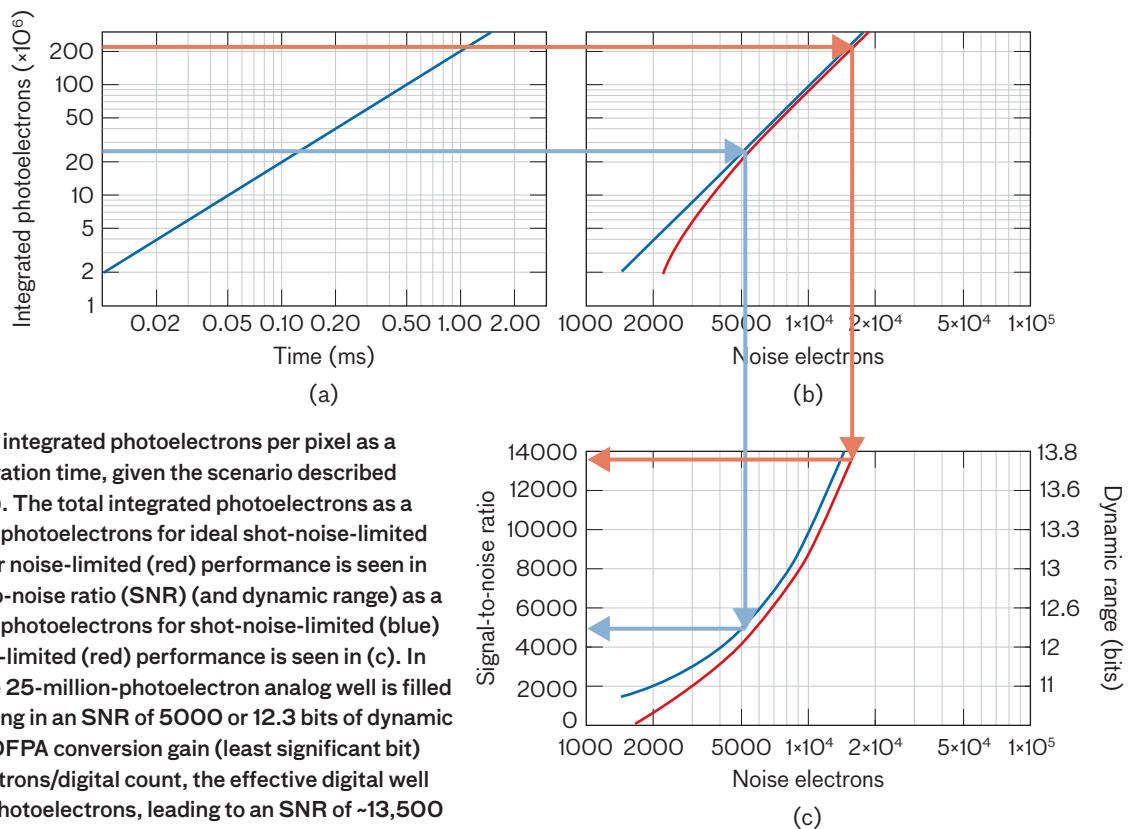 Integrated photoelectrons (×10⁶)
200
100
50
20
10
5
2
1
0.02 0.05 0.10 0.20 0.50 1.00 2.00
Time (ms)
(a)
1000 2000 5000 1×10⁴ 2×10⁴ 5×10⁴ 1×10⁵
Noise electrons
(b)
integrated photoelectrons per pixel as a
ration time, given the scenario described
). The total integrated photoelectrons as a
photoelectrons for ideal shot-noise-limited
r noise-limited (red) performance is seen in
o-noise ratio (SNR) (and dynamic range) as a
photoelectrons for shot-noise-limited (blue)
-limited (red) performance is seen in (c). In
e 25-million-photoelectron analog well is filled
ng in an SNR of 5000 or 12.3 bits of dynamic
DFPA conversion gain (least significant bit)
ctrons/digital count, the effective digital well
hotoelectrons, leading to an SNR of ~13,500
Signal-to-noise ratio
14000
12000
10000
8000
6000
4000
2000
0
13.8
13.6
13.3
13
12.6
12
11
Dynamic range (bits)
1000 2000 5000 1×10⁴ 2×10⁴ 5×10⁴ 1×10⁵
Noise electrons
(c)